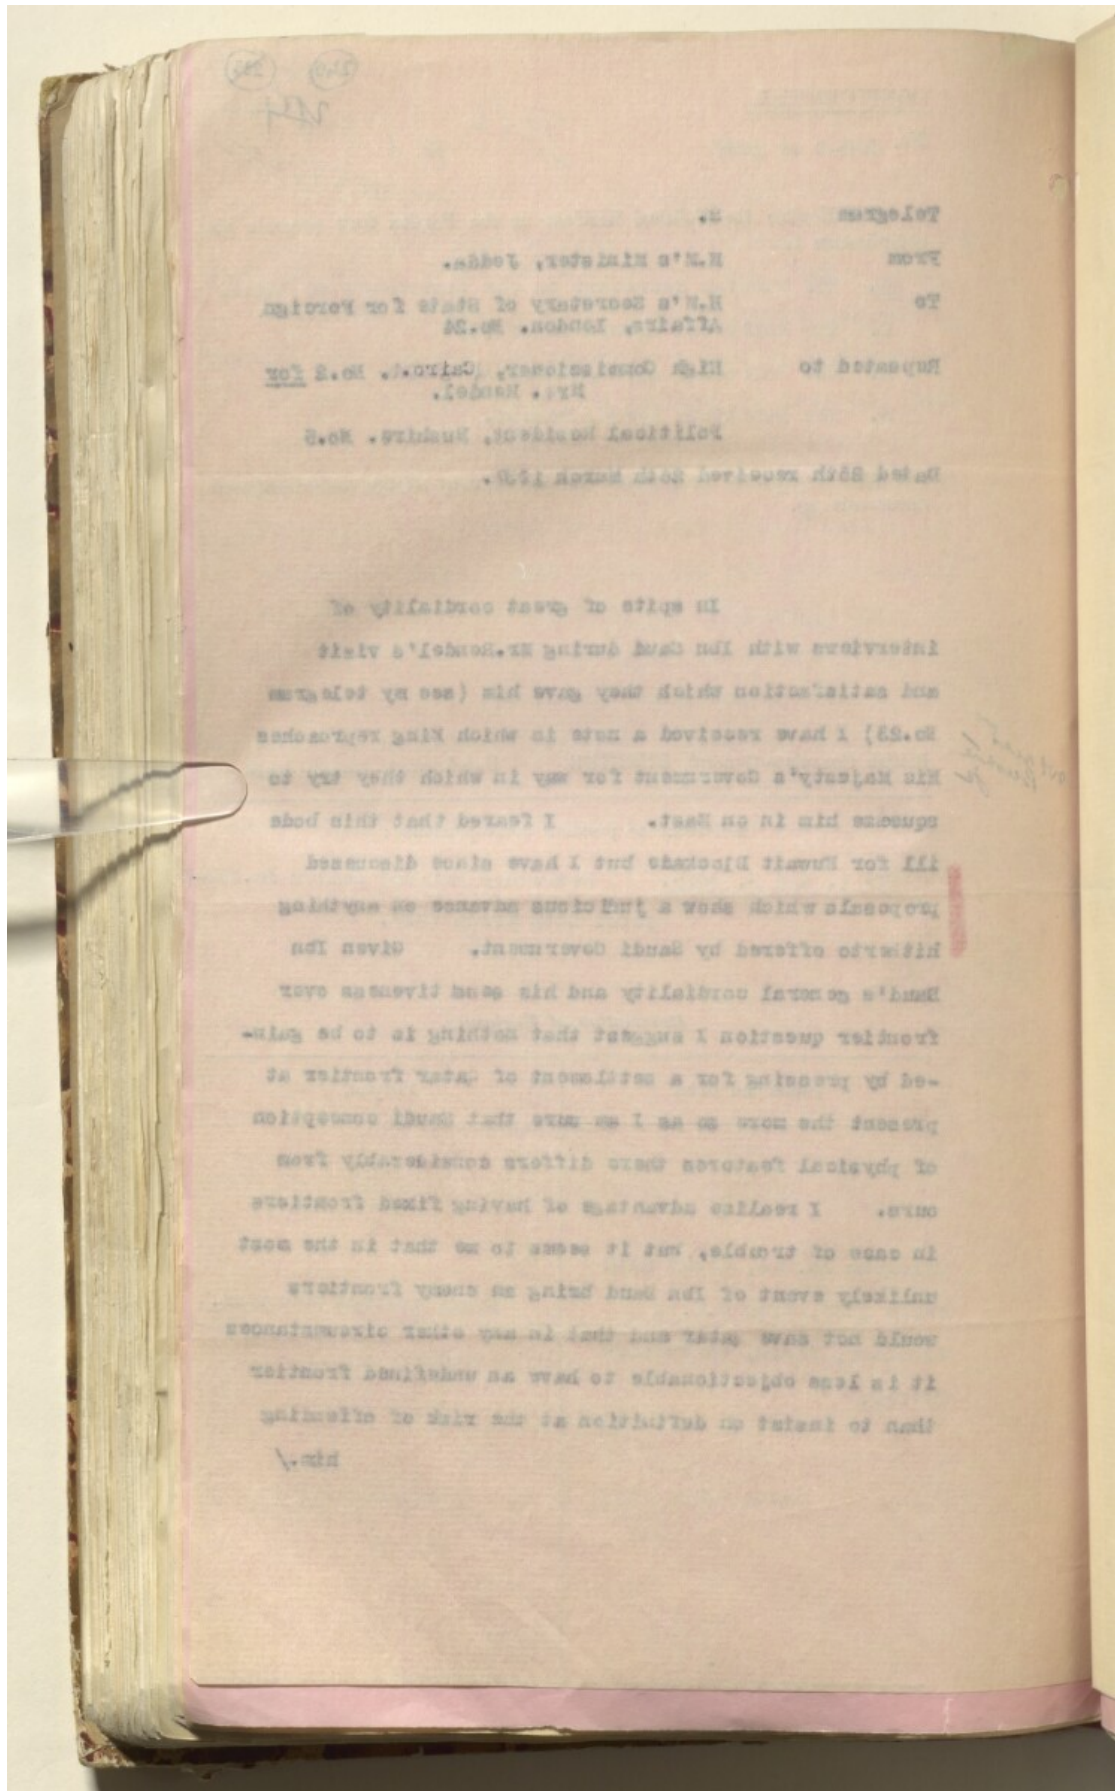 Telegram S.
From H.M's Minister, Jedda.
To H.M's Secretary of State for Foreign
Affairs, London. No.24
Repeated to High Commissioner, Cairo. No.2 for
Mrs. Rendel.
Political Resident, Bushire. No.5
Dated 25th received 26th March 1937.
In spite of great cordiality of
interviews with Ibn Saud during Mr.Rendel's visit
and satisfaction which they gave him (see my telegram
No.23) I have received a note in which King reproaches
His Majesty's Government for way in which they try to
squeeze him in on East. I feared that this bode
ill for Kuwait Blockade but I have since discussed
proposals which show a judicious advance on anything
hitherto offered by Saudi Government. Given Ibn
Saud's general cordiality and his sensitiveness over
frontier question I suggest that nothing is to be gain-
-ed by pressing for a settlement of Qatar frontier at
present the more so as I am sure that Saudi conception
of physical features there differs considerably from
ours. I realise advantage of having fixed frontiers
in case of trouble, but it seems to me that in the most
unlikely event of Ibn Saud being an enemy frontiers
would not save Qatar and that in any other circumstances
it is less objectionable to have an undefined frontier
than to insist on definition at the risk of offending
him./